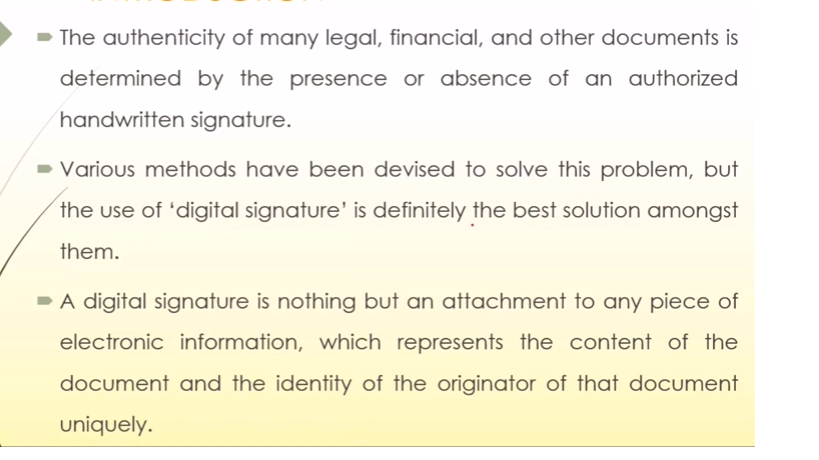 The authenticity of many legal, financial, and other documents is
determined by the presence or absence of an authorized
handwritten signature.
Various methods have been devised to solve this problem, but
the use of ‘digital signature’ is definitely the best solution amongst
them.
A digital signature is nothing but an attachment to any piece of
electronic information, which represents the content of the
document and the identity of the originator of that document
uniquely.